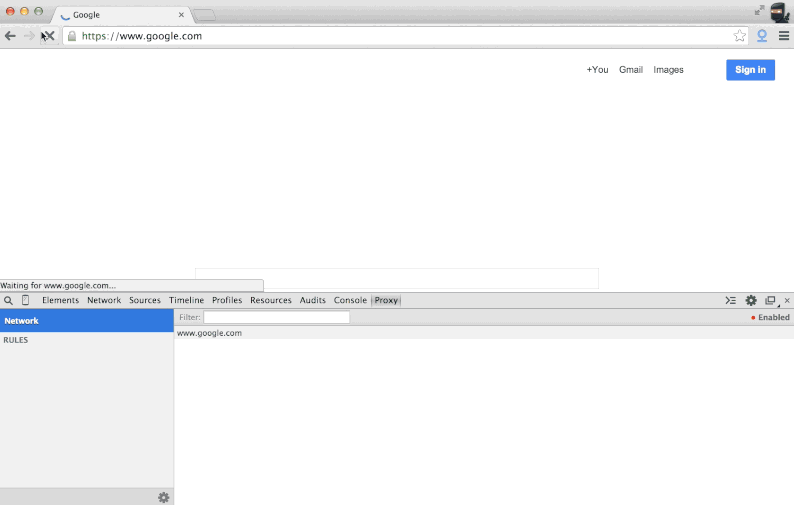 Google
https://www.google.com
+You Gmail Images Sign in
Waiting for www.google.com...
Elements Network Sources Timeline Profiles Resources Audits Console Proxy
Network
Filter:
Enabled
RULES
www.google.com